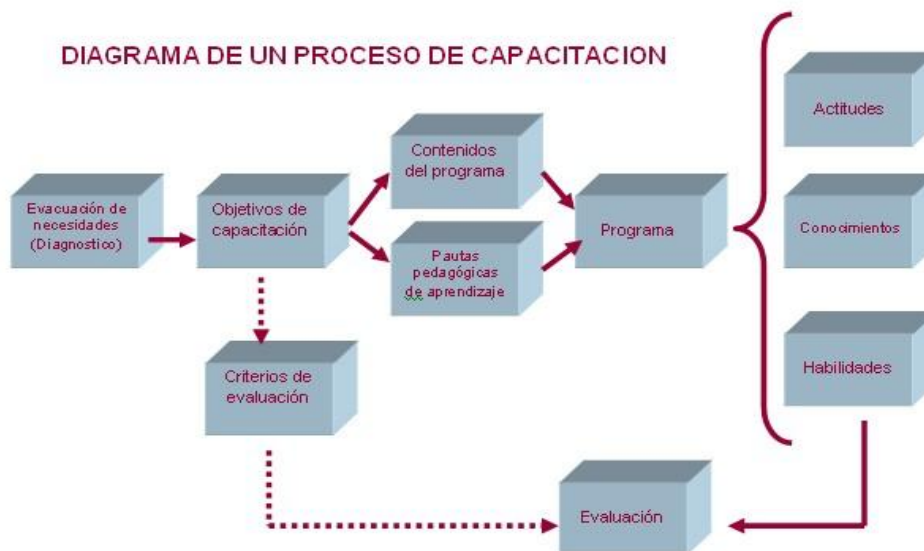 DIAGRAMA DE UN PROCESO DE CAPACITACION
Evacuación de
necesidades
(Diagnostico)
Objetivos de
capacitación
Contenidos
del programa
Pautas
pedagógicas
de aprendizaje
Programa
Actitudes
Conocimientos
Habilidades
Criterios de
evaluación
Evaluación